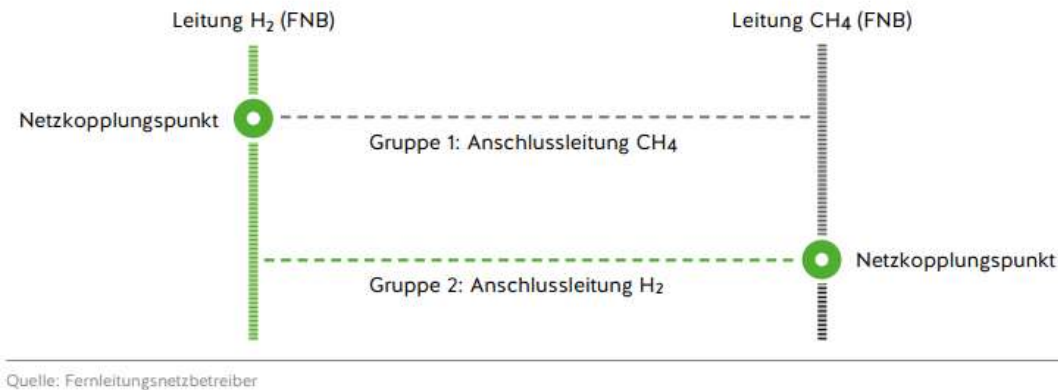 Leitung H₂ (FNB)
Leitung CH4 (FNB)
Netzkopplungspunkt
Gruppe 1: Anschlussleitung CH4
Gruppe 2: Anschlussleitung H₂
Netzkopplungspunkt
Quelle: Fernleitungsnetzbetreiber